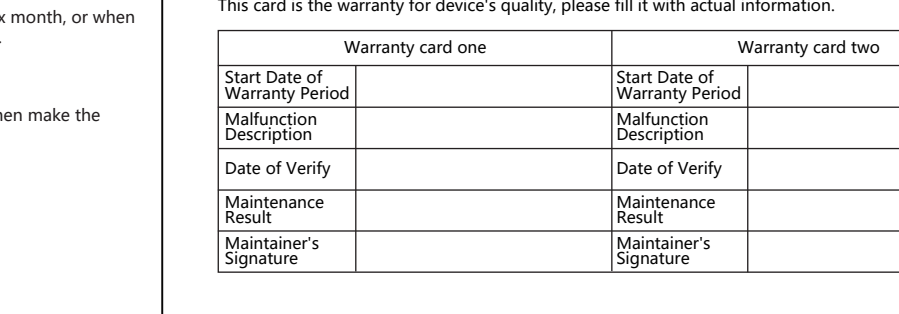 month, or when
make the
This card is the warranty for device's quality, please fill it with actual information.
Warranty card one Warranty card two
Start Date of
Warranty Period
Start Date of
Warranty Period
Malfunction
Description
Malfunction
Description
Date of Verify Date of Verify
Maintenance
Result
Maintenance
Result
Maintainer's
Signature
Maintainer's
Signature